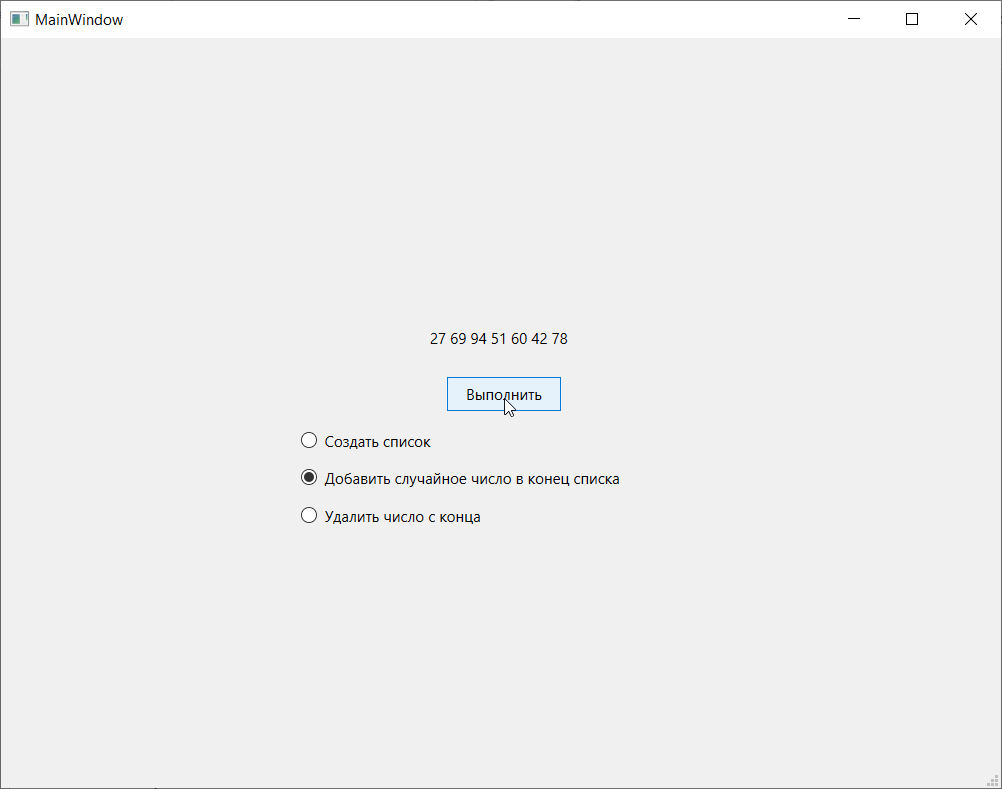 MainWindow
27 69 94 51 60 42 78
Выполнить
Создать список
Добавить случайное число в конец списка
Удалить число с конца